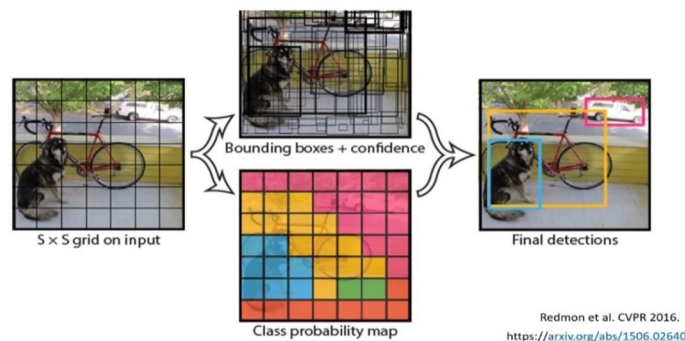 Bounding boxes + confidence
S × S grid on input
Final detections
Class probability map
Redmon et al. CVPR 2016.
https://arxiv.org/abs/1506.02640